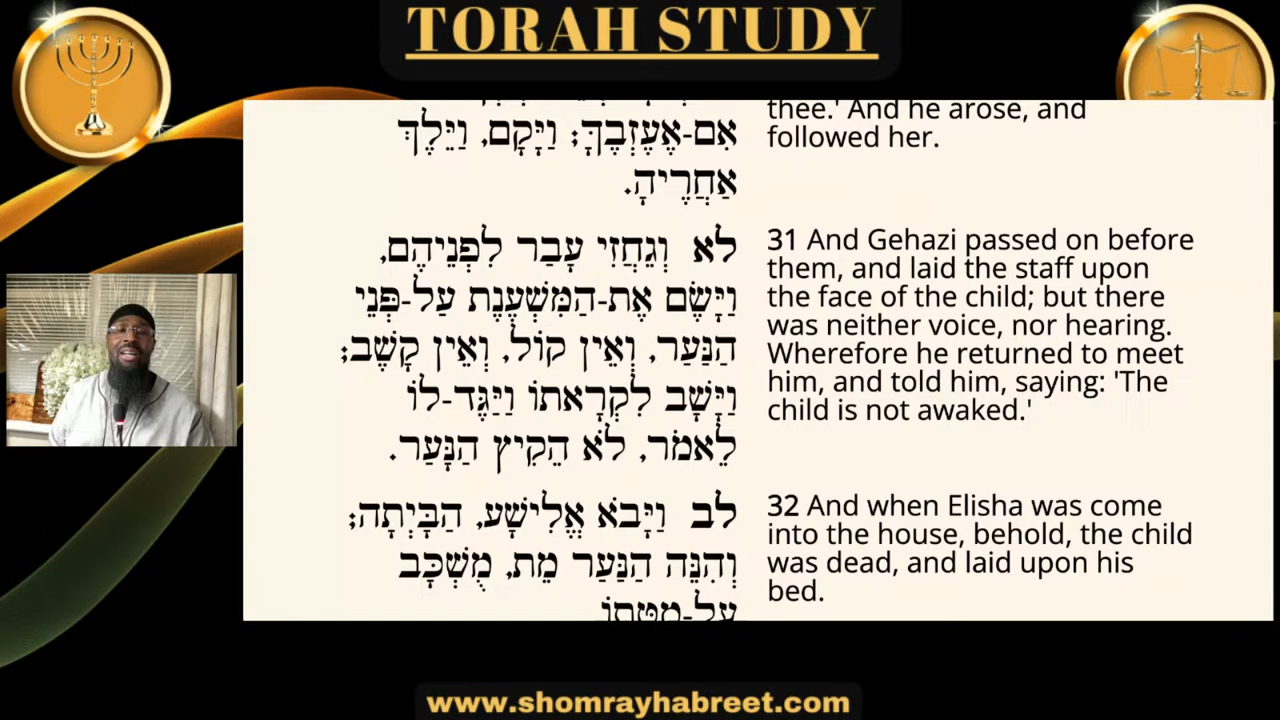 TORAH STUDY
אִם-אֶעֶזְבֶךָּ; וַיָּקָם, וַיֵּלֶךְ
אַחֲרֶיהָ.
לא וְגֵחֲזִי עָבַר לִפְנֵיהֶם,
וַיָּשֶׂם אֶת-הַמִּשְׁעֶנֶת עַל-פְּנֵי
הַנַּעַר, וְאֵין קוֹל, וְאֵין קָשֶׁב;
וַיָּשָׁב לִקְרָאתוֹ וַיַּגֶּד-לוֹ
לֵאמֹר, לֹא הֵקִיץ הַנָּעַר.
לב וַיָּבֹא אֱלִישָׁע, הַבָּיְתָה;
וְהִנֵּה הַנַּעַר מֵת, מֻשְׁכָּב
עַל-מִטָּתוֹ
thee.' And he arose, and
followed her.
31 And Gehazi passed on before
them, and laid the staff upon
the face of the child; but there
was neither voice, nor hearing.
Wherefore he returned to meet
him, and told him, saying: 'The
child is not awaked.'
32 And when Elisha was come
into the house, behold, the child
was dead, and laid upon his
bed.
www.shomrayhabreet.com